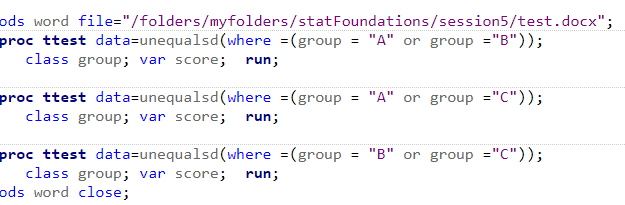 ods word file="/folders/myfolders/statFoundations/session5/test.docx";
proc ttest data=unequalsd(where =(group = "A" or group ="B"));
class group; var score; run;
proc ttest data=unequalsd(where =(group = "A" or group ="C"));
class group; var score; run;
proc ttest data=unequalsd(where =(group = "B" or group ="C"));
class group; var score; run;
ods word close;